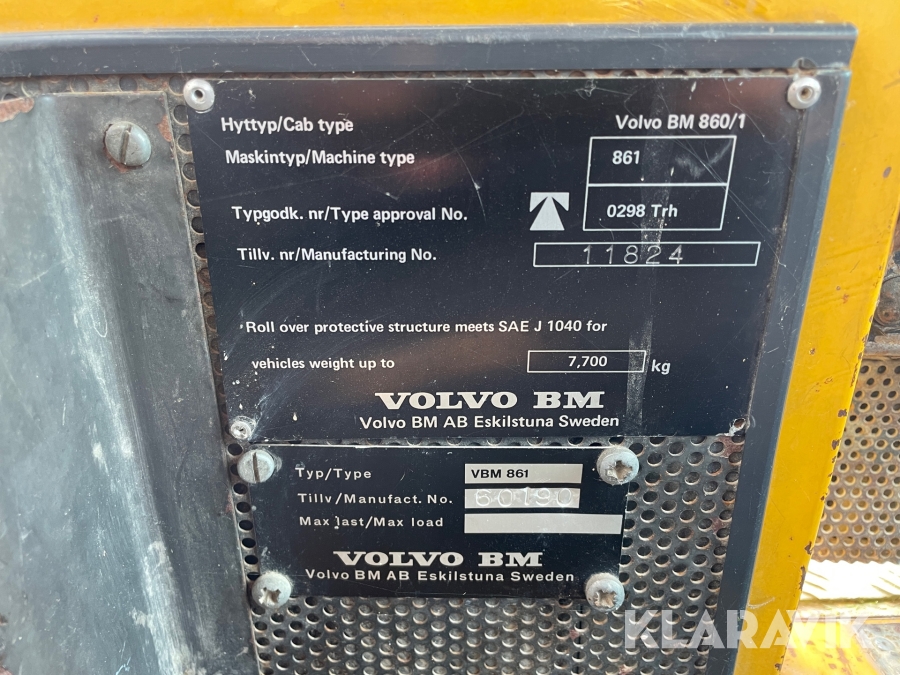 Hyttyp/Cab type Volvo BM 860/1
Maskintyp/Machine type 861
Typgodk. nr/Type approval No. 0298 Trh
Tillv. nr/Manufacturing No. 11824
Roll over protective structure meets SAE J 1040 for
vehicles weight up to 7,700 kg
VOLVO BM
Volvo BM AB Eskilstuna Sweden
Typ/Type VBM 861
Tillv/Manufact. No. 60190
Max last/Max load
VOLVO BM
Volvo BM AB Eskilstuna Sweden
KLARAVIK